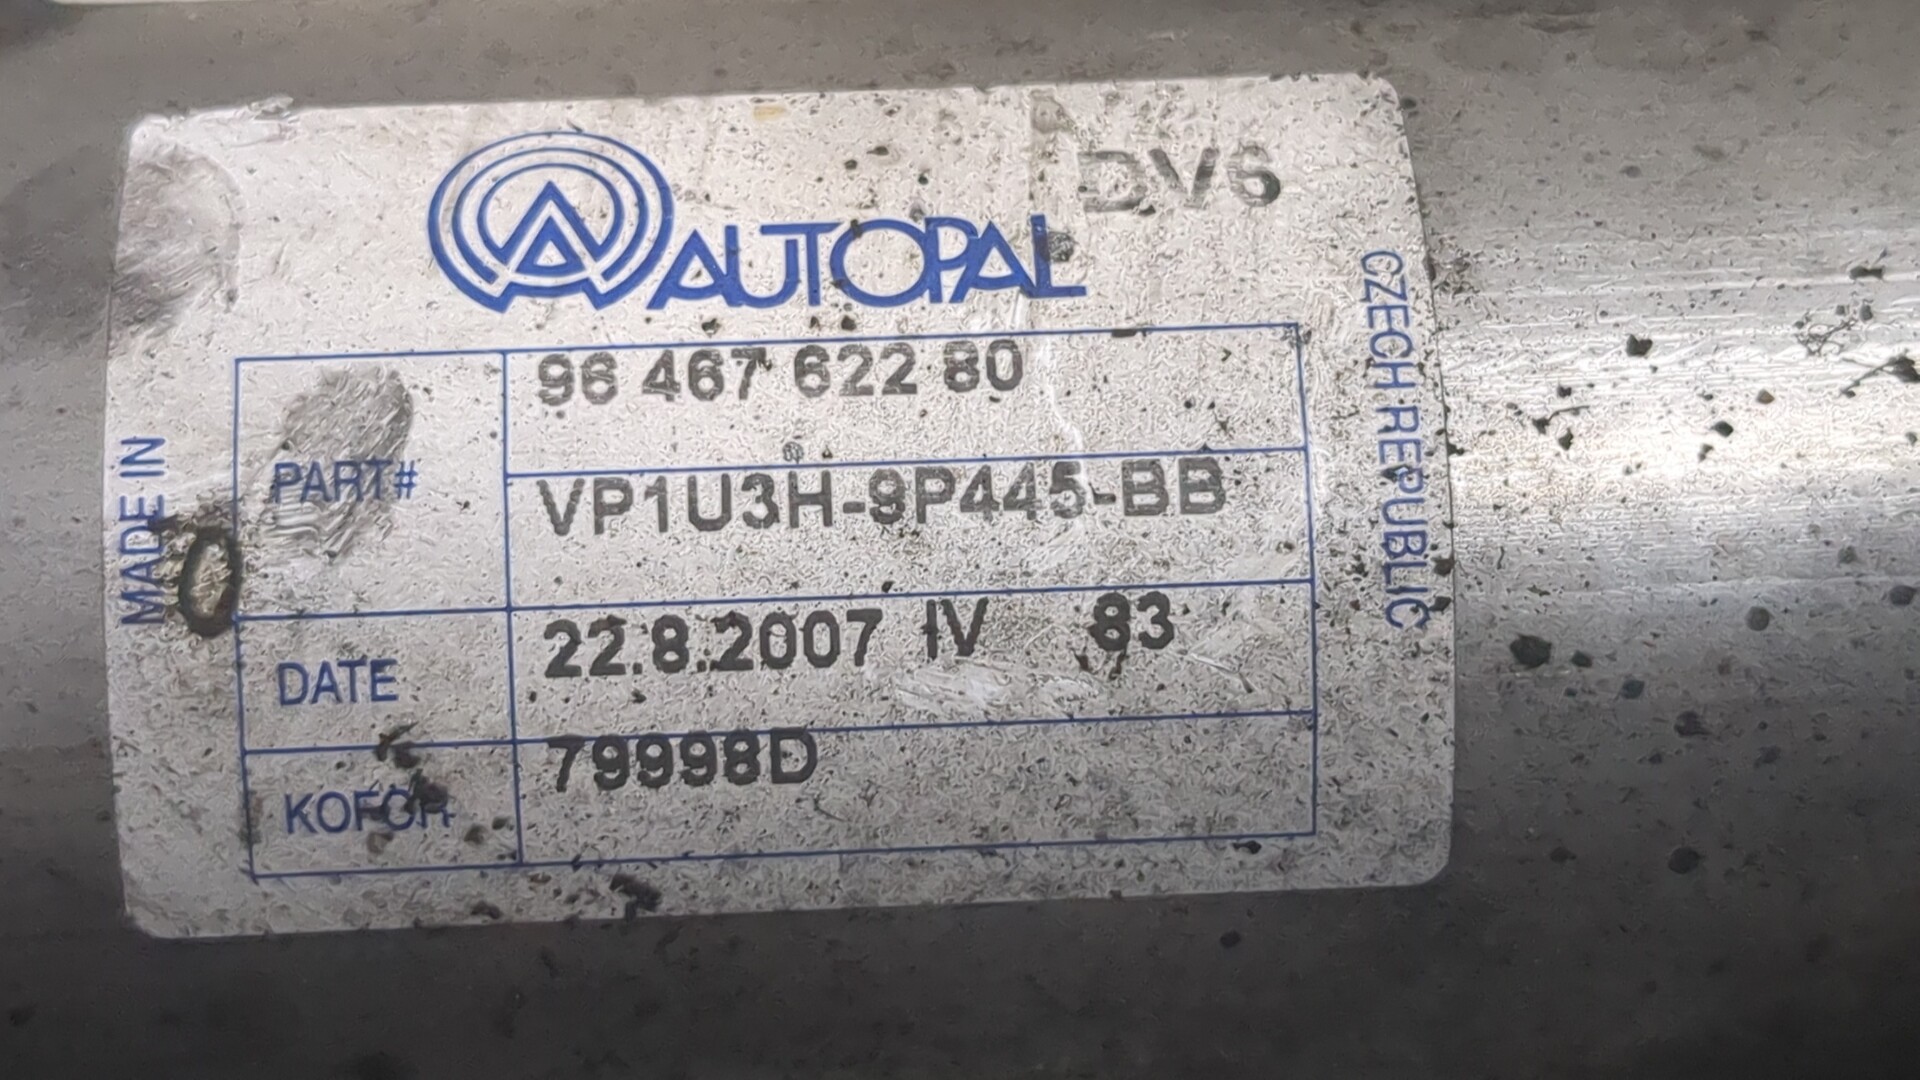 DV6
AUTOPAL
MADE IN
PART#
96 467 622 80
VP1U3H-9P445-BB
DATE
22.8.2007 IV 83
KOFOR
79998D
CZECH REPUBLIC